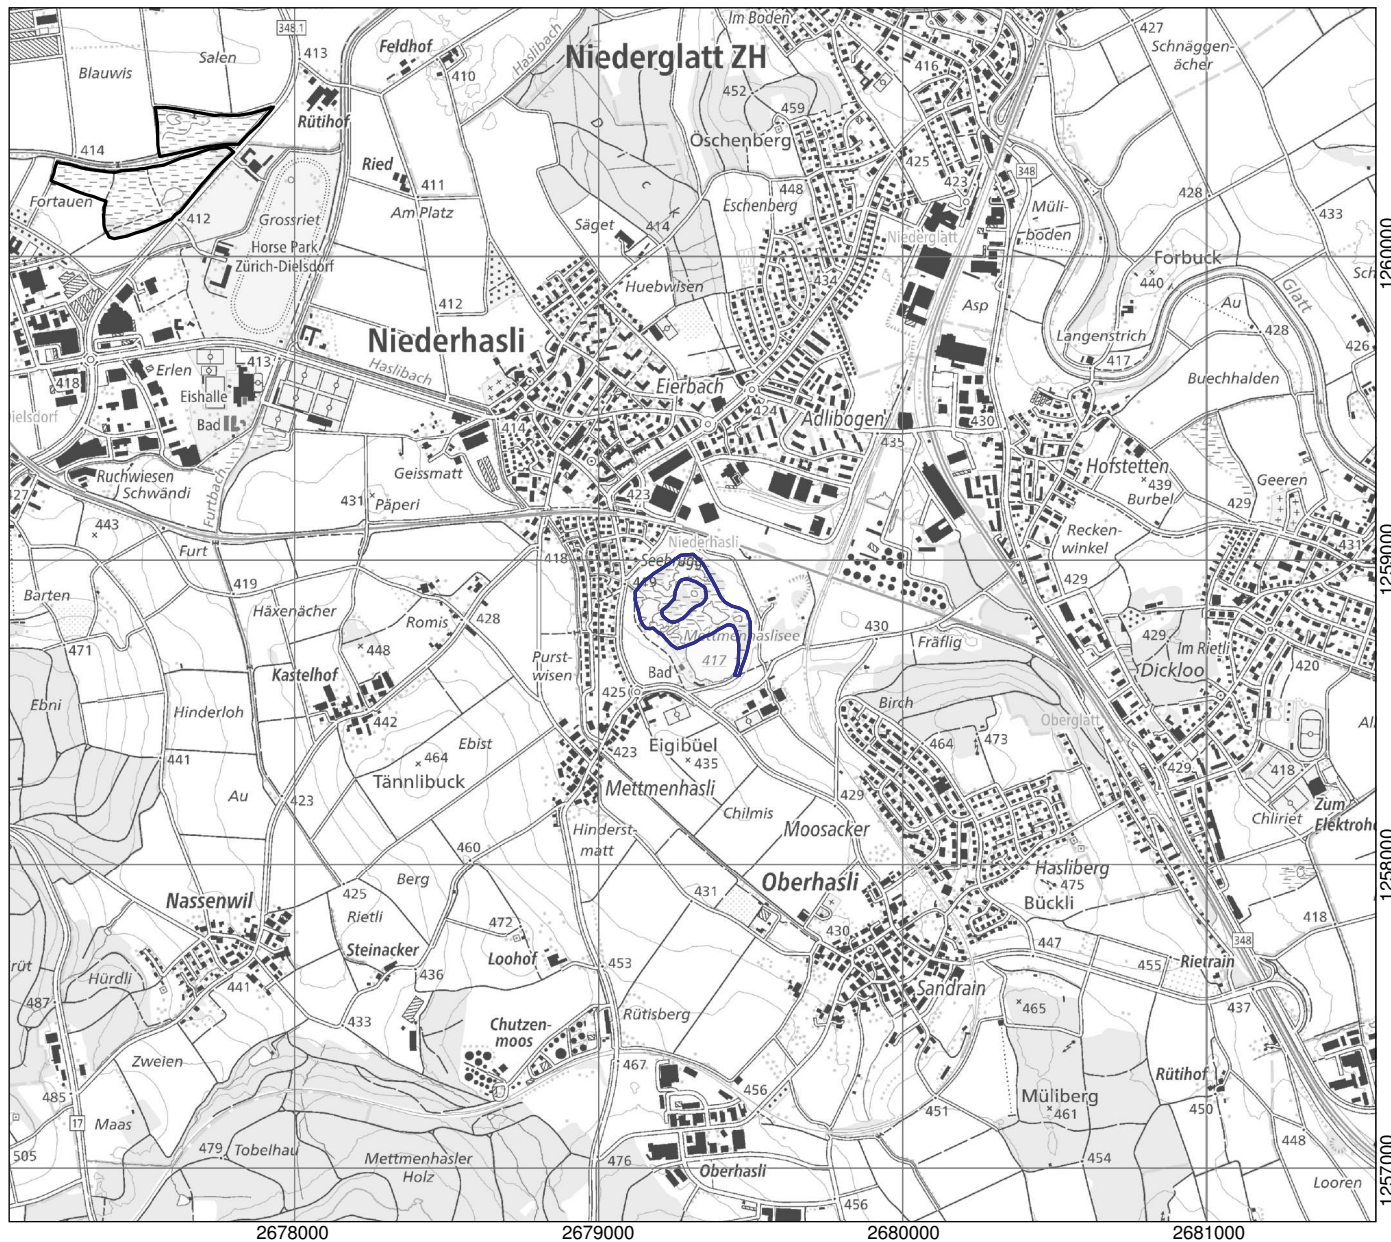 348.1
Im Boden
427
Salen
413
Feldhof
Haslibach
Niederglatt ZH
416
Schnäggen-
ächer
Blauwis
410
452
459
Rütihof
Öschenberg
414
Ried
425
348
411
448
423
428
Fortauen
412
Grossriet
Am Platz
Säget
414
Eschenberg
Müli-
boden
433
Horse Park
Zürich-Dielsdorf
Niederglatt
Forbuck
1260000
Huebwisen
434
440
Glatt
412
Asp
Au
428
Niederhasli
Langenstrich
417
426
413
Haslibach
Erlen
418
Eishalle
Eierbach
Buechhalden
Bad
414
424
Adlibogen
430
435
Geissmatt
Hofstetten
Ruchwiesen
Schwändi
439
Burbel
Geeren
427
431
Päperi
423
429
Furtbach
443
Furt
418
Niederhasli
Seebrugg
Recken-
winkel
431
1259000
Barten
419
419
429
Häxenächer
Romis
428
Mettmenhaslisee
430
Fräflig
429
471
448
Im Rietli
Dickloo
420
Kastelhof
Purst-
wisen
Bad
417
Ebni
Hinderloh
442
425
Birch
Oberglatt
Ebist
Eigibüel
464
473
464
423
435
441
Tännlibuck
429
418
Au
423
Mettmenhasli
Chilmis
429
Zum
Elektroh
Chliriet
Hinderst-
matt
Moosacker
460
1258000
Berg
Oberhasli
Hasliberg
475
Nassenwil
425
431
Bückli
Rietli
472
418
430
348
Steinacker
Loohof
447
Hürdli
436
453
455
Rietrain
441
Sandrain
487
437
433
Chutzen-
moos
Rütisberg
465
Zweien
467
485
456
Rütihof
Müliberg
17
Maas
451
461
450
505
479
Tobelhau
Mettmenhasler
Holz
448
476
Oberhasli
454
Looren
1257000
456
2678000
2679000
2680000
2681000